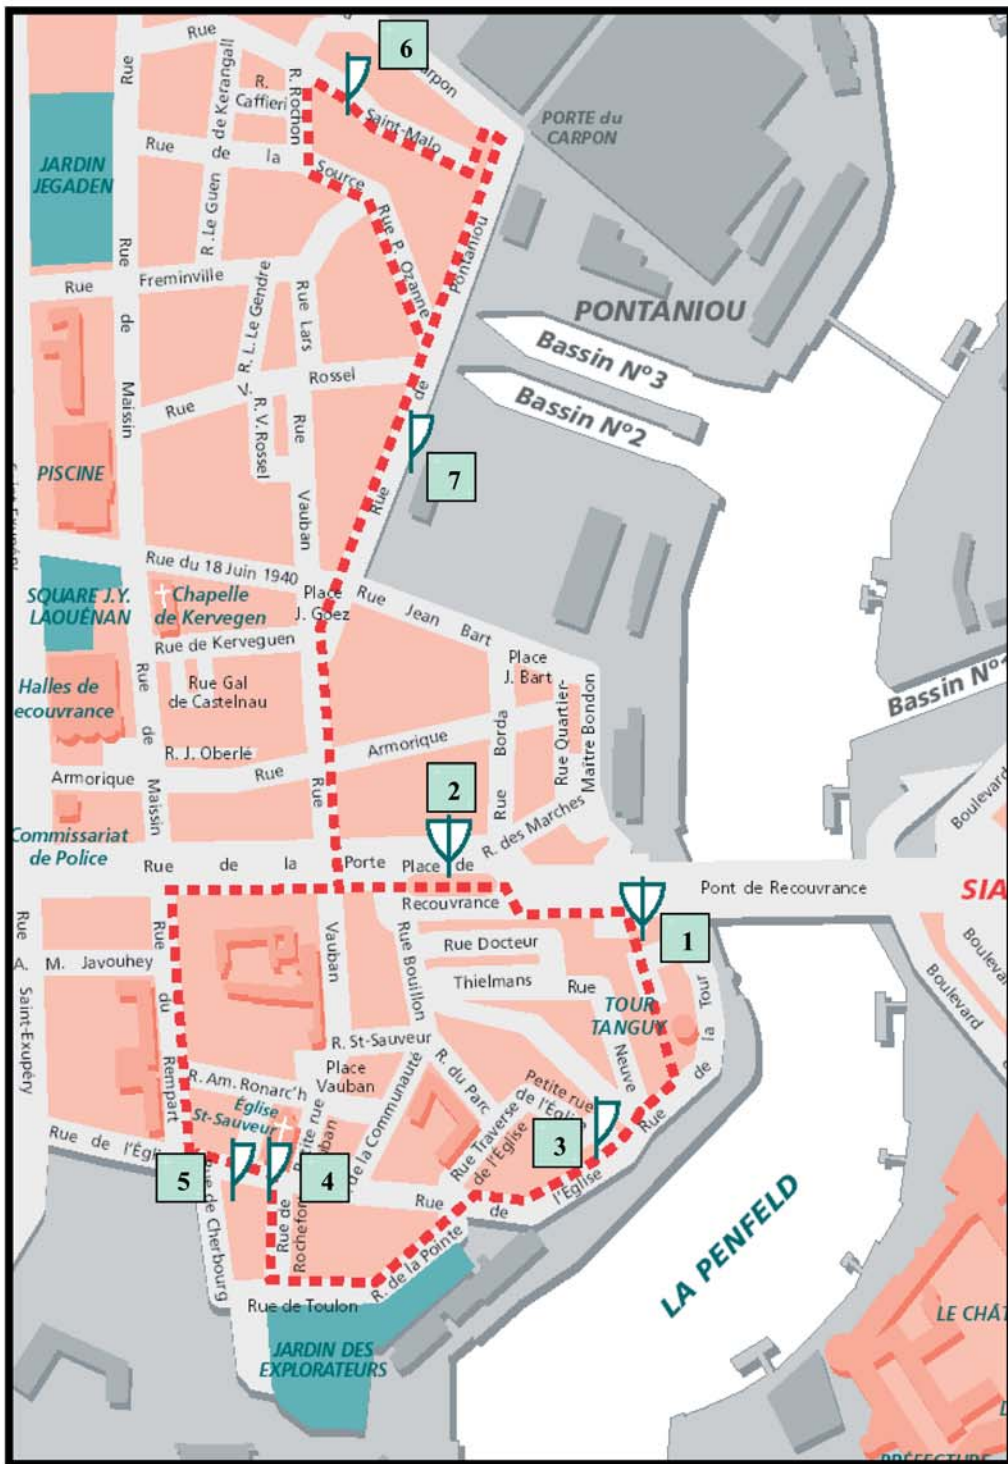 Rue
6
Carpon
Rue
R. Rochon
R.
Caffieri
de Kerangall
Saint-Malo
PORTE du
CARPON
Rue de la Source
JARDIN
JEGADEN
R. Le Guen
Rue P. Ozanne
Pontaniou
Rue
Rue Freminville
R. L. Le Gendre
Rue Lars
PONTANIOU
de
Bassin N°3
Rue V. Rossel
de
Bassin N°2
Maissin
R. V. Rossel
Rue
PISCINE
7
Rue
Vauban
Rue du 18 Juin 1940
SQUARE J.Y.
LAOUÉNAN
Chapelle
de Kervegen
Place
J. Goez
Rue Jean Bart
Rue de Kerveguen
Place
J. Bart
Halles de
ecouvrance
Rue Gal
de Castelnau
Rue
de
Maissin
Rue Quartier-
Maître Bondon
R. J. Oberlé
Armorique Rue Armorique
Rue Borda
Rue
2
R. des Marches
Boulevard
Commissariat
de Police
Rue de la Porte Place de
Recouvrance
Pont de Recouvrance
SIA
1
Rue
A. M. Javouhey
Saint-Exupéry
Rue
du
Rempart
Vauban
Rue Bouillon
Rue Docteur
Thielmans Rue
Neuve
TOUR
TANGUY
Rue de la Tour
Boulevard
Boulevard
R. St-Sauveur
Place
Vauban
R. Am. Ronarc'h
Église
St-Sauveur
de la Communauté
R. du Parc
Petite rue
de l'Église
Rue Traverse
de l'Église
3
Rue de l'Église
5
4
Rue de Cherbourg
Rue de
Rochefort
Rue de l'Église
R. de la Pointe
Rue de Toulon
JARDIN DES
EXPLORATEURS
LA PENFELD
LE CHÂT
PRÉFECTURE